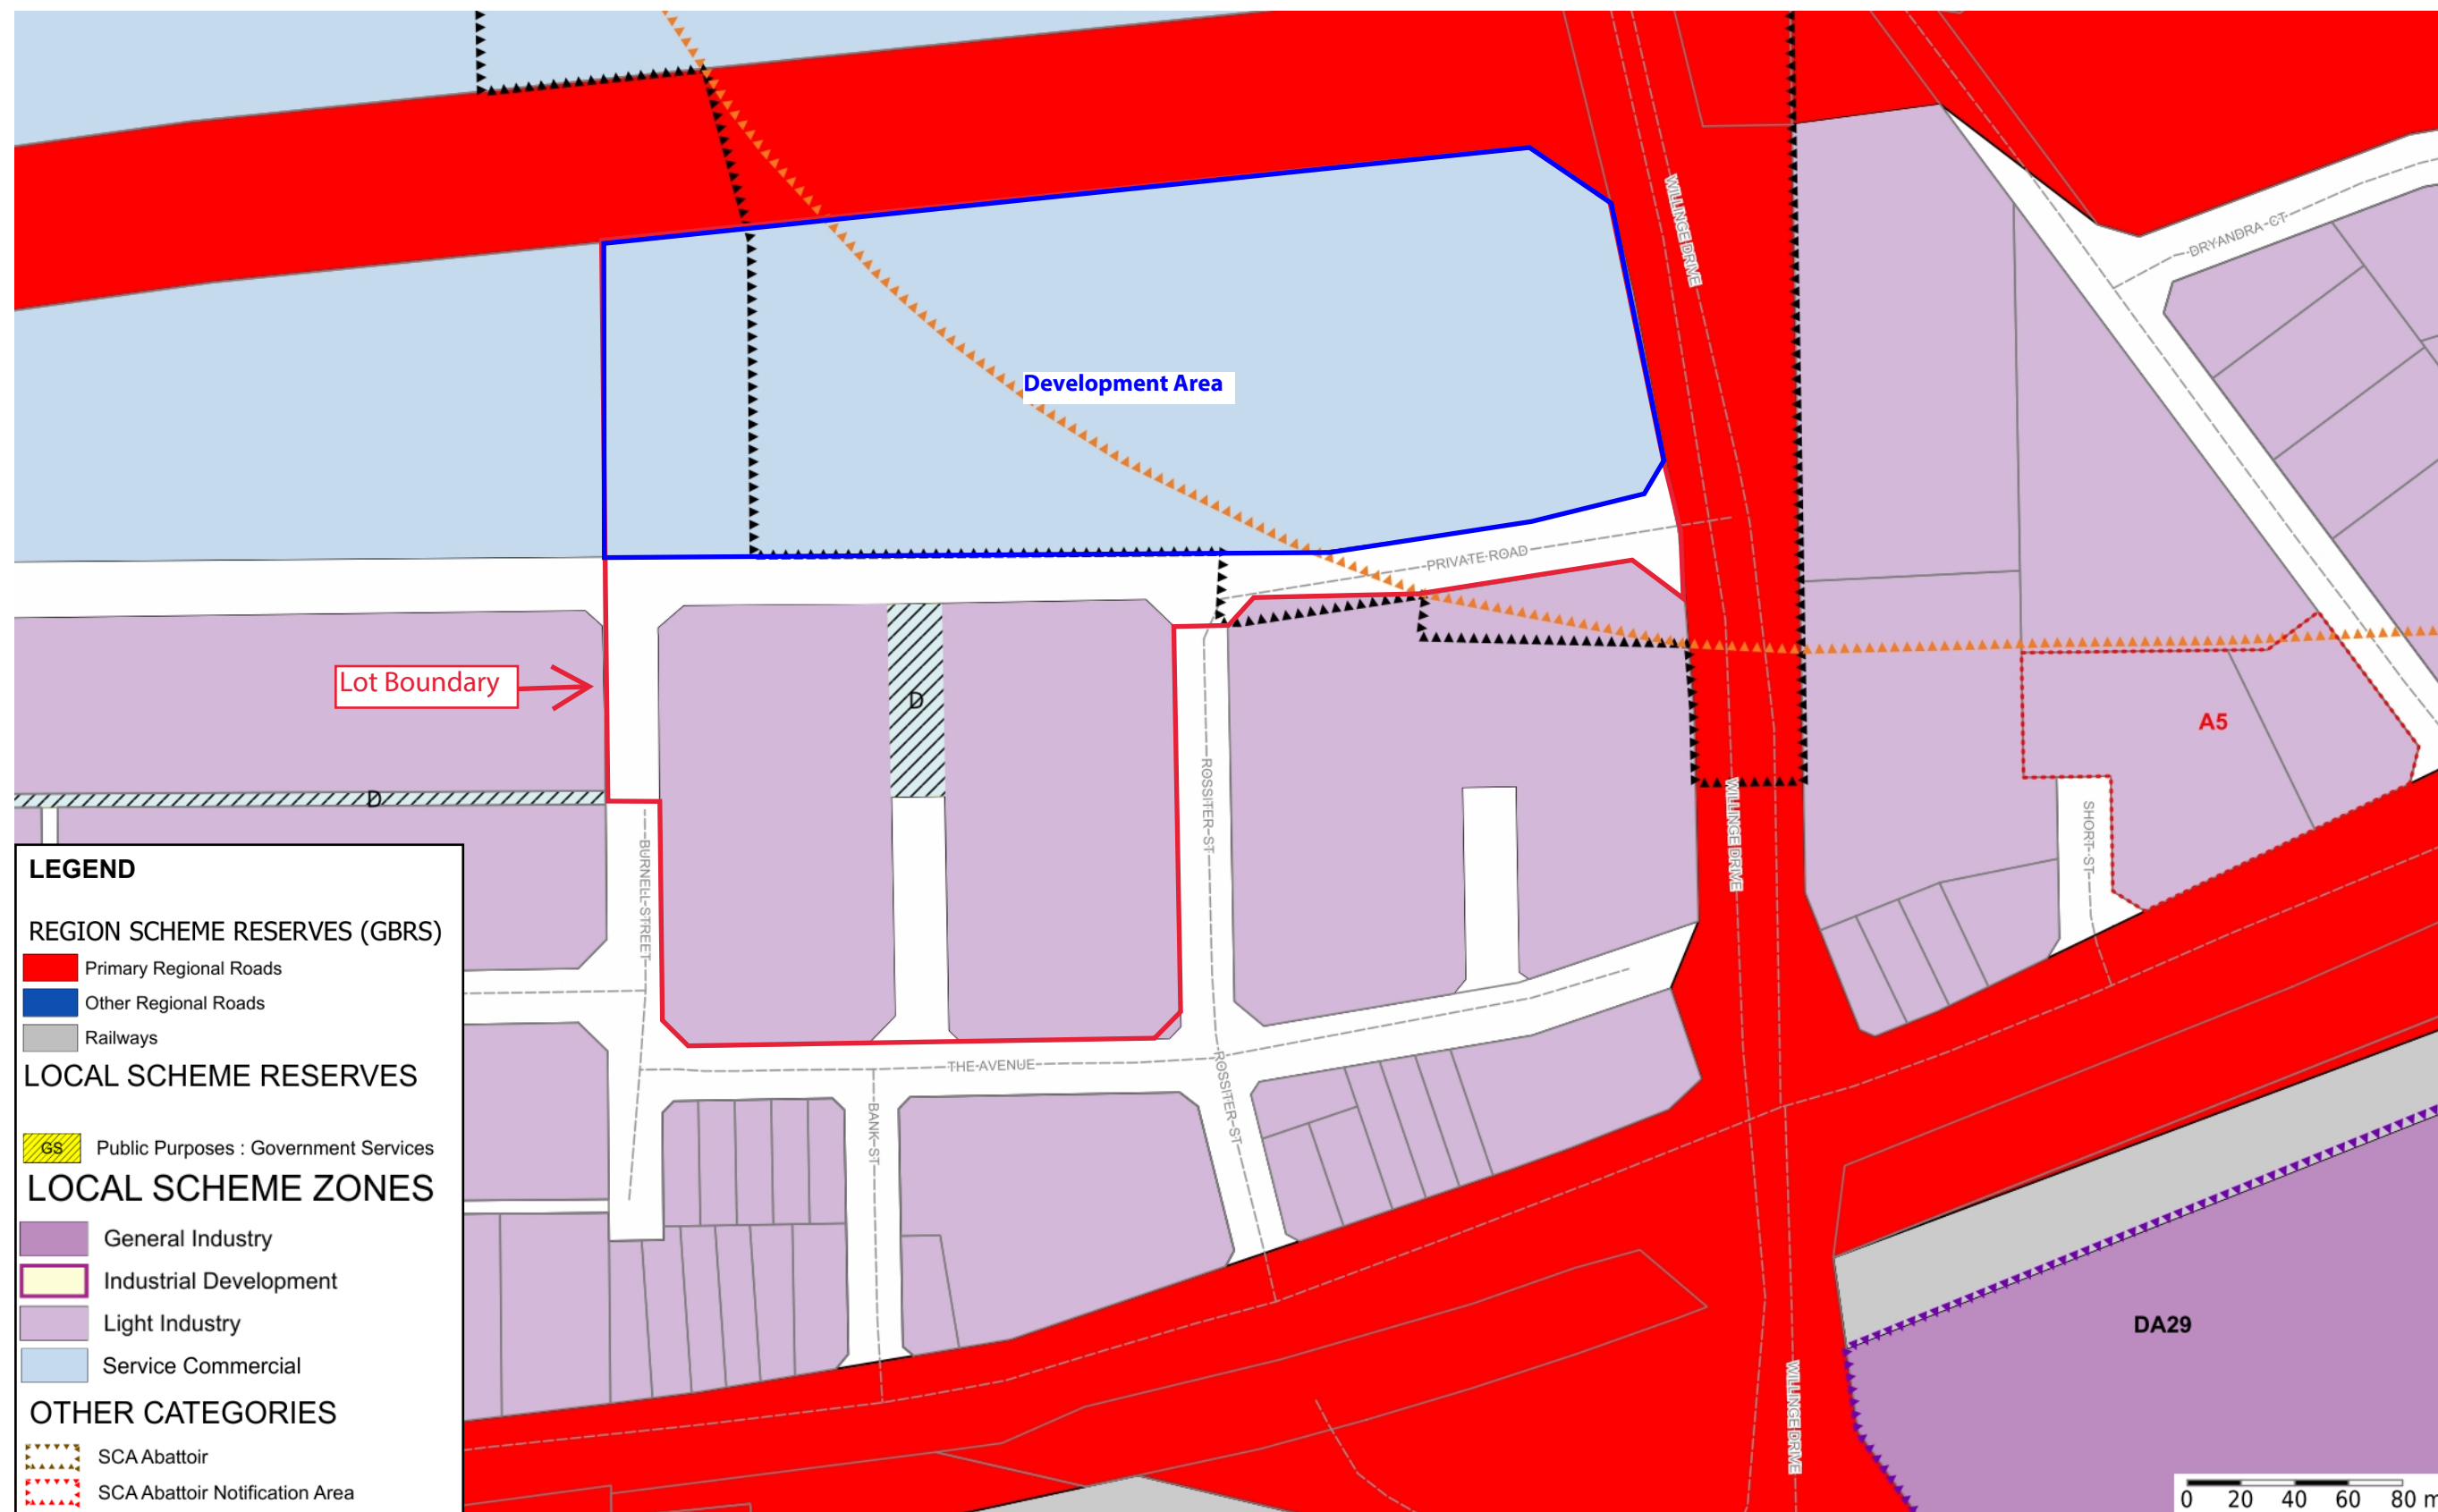 WILLINGE DRIVE
DRYANDRA CT
Development Area
PRIVATE ROAD
Lot Boundary
D
A5
D
ROSSITER ST
WILLINGE DRIVE
SHORT ST
BURNEL STREET
THE AVENUE
BANK ST
ROSSITER ST
DA29
WILLINGE DRIVE
LEGEND
REGION SCHEME RESERVES (GBRS)
Primary Regional Roads
Other Regional Roads
Railways
LOCAL SCHEME RESERVES
GS Public Purposes : Government Services
LOCAL SCHEME ZONES
General Industry
Industrial Development
Light Industry
Service Commercial
OTHER CATEGORIES
SCA Abattoir
SCA Abattoir Notification Area
0 20 40 60 80 m